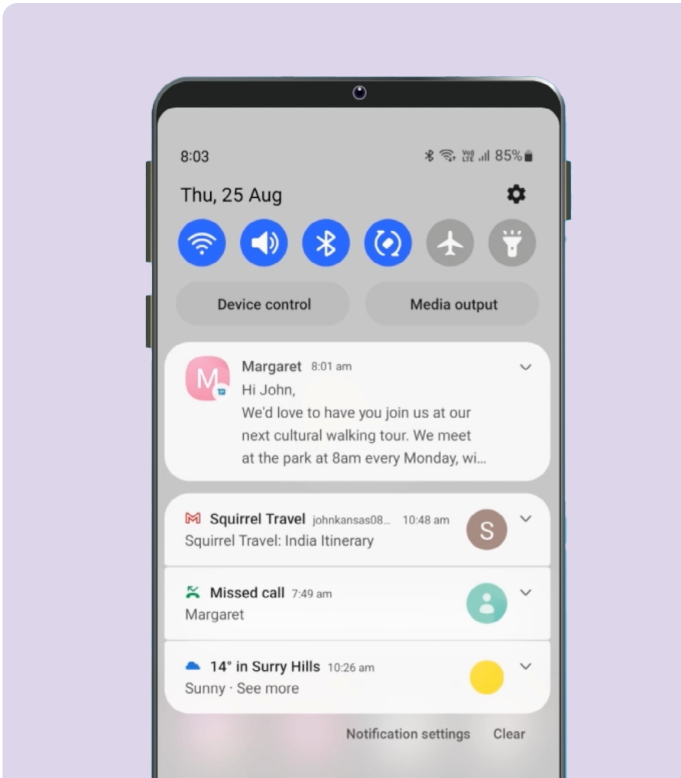 8:03
85%
Thu, 25 Aug
Device control
Media output
M
Margaret 8:01 am
Hi John,
We'd love to have you join us at our
next cultural walking tour. We meet
at the park at 8am every Monday, wi...
Squirrel Travel johnkansas08... 10:48 am
S
Squirrel Travel: India Itinerary
Missed call 7:49 am
Margaret
14° in Surry Hills 10:26 am
Sunny · See more
Notification settings Clear